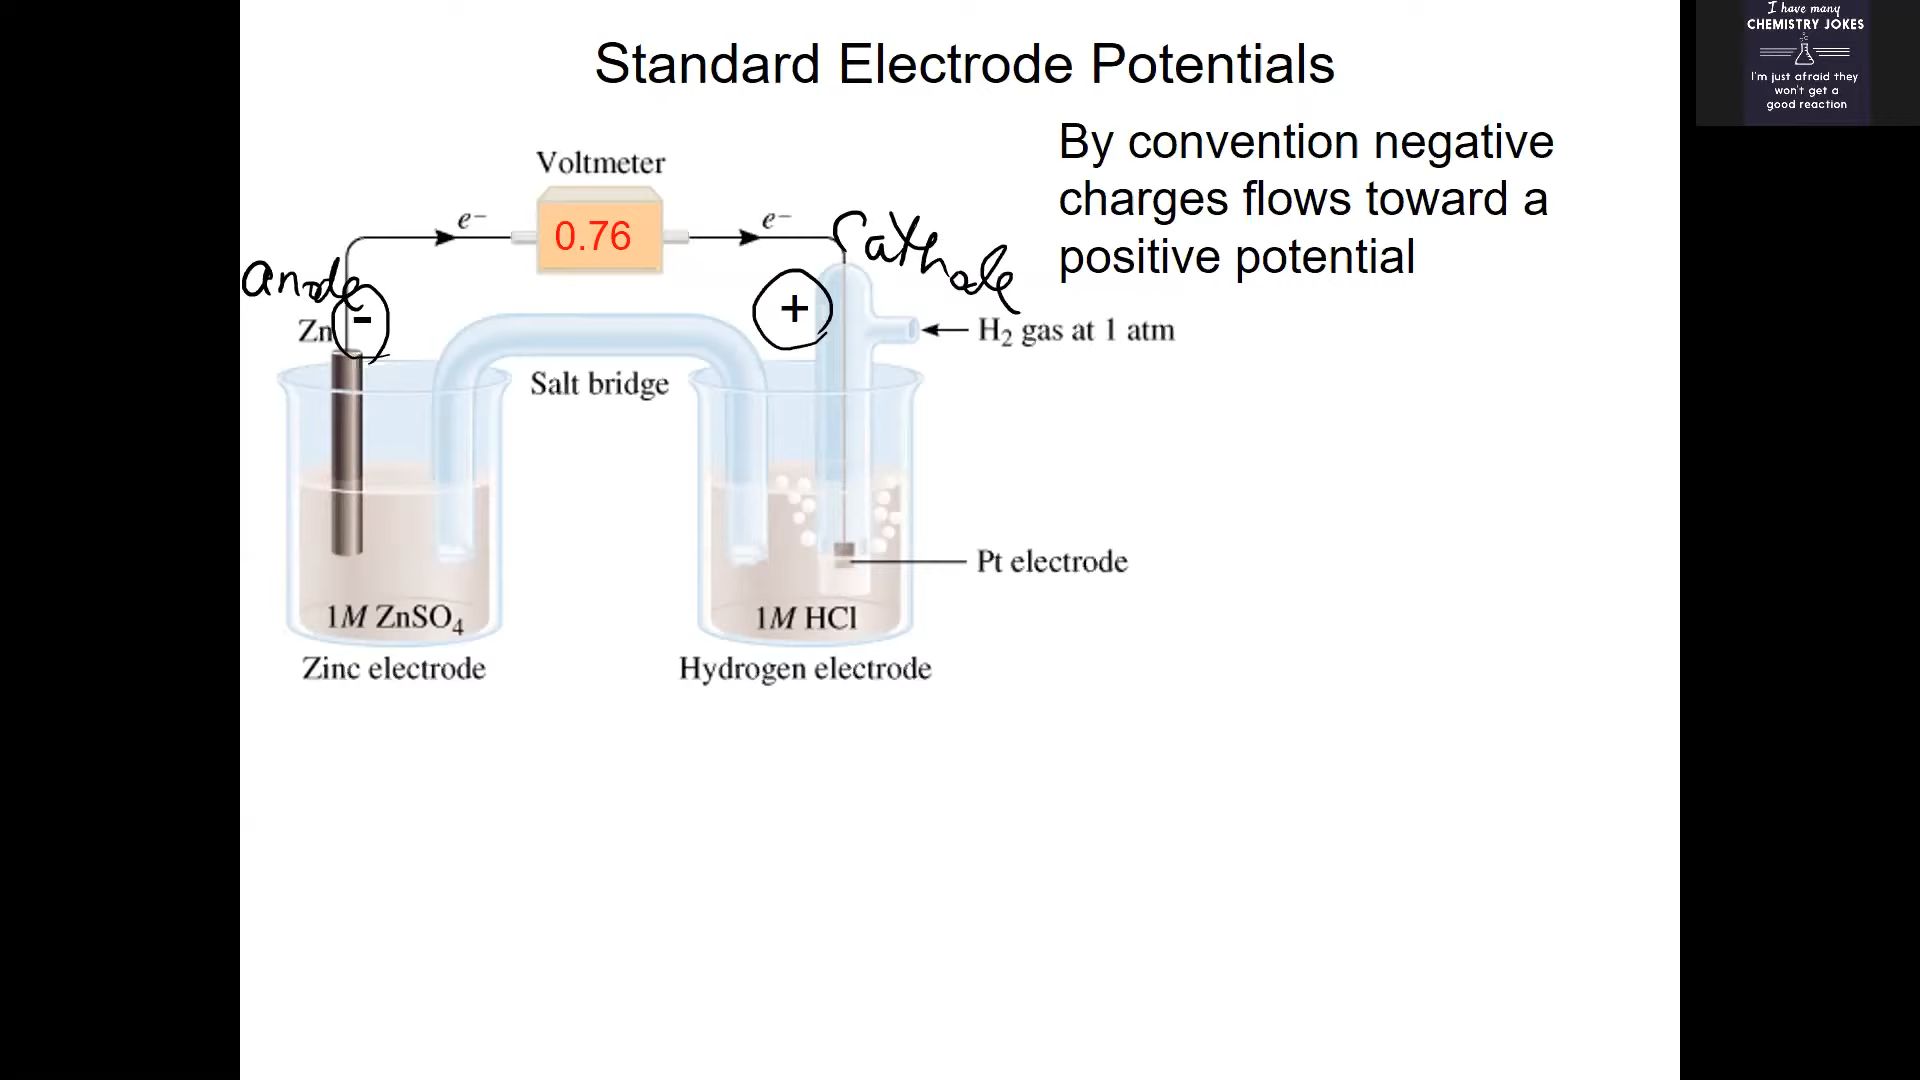 Standard Electrode Potentials
I have many
CHEMISTRY JOKES
I'm just afraid they
won't get a
good reaction
By convention negative
charges flows toward a
positive potential
Voltmeter
e⁻
0.76
e⁻
Cathode
anode
Zn
-
+
H₂ gas at 1 atm
Salt bridge
Pt electrode
1M ZnSO₄
1M HCl
Zinc electrode
Hydrogen electrode